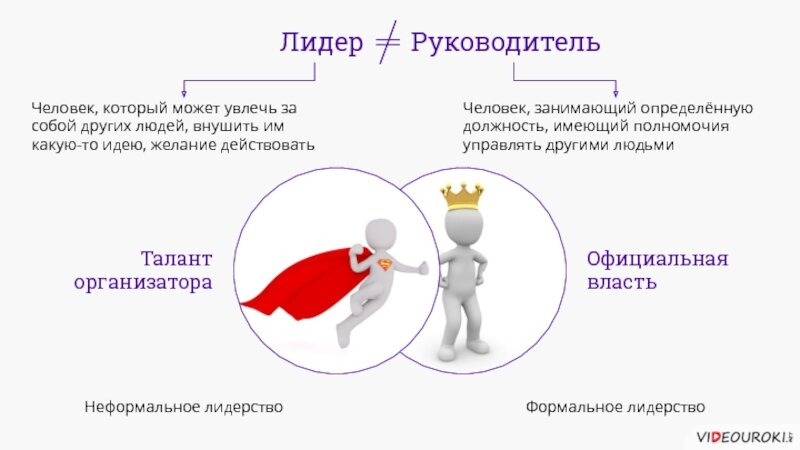 Лидер ≠ Руководитель
Человек, который может увлечь за
собой других людей, внушить им
какую-то идею, желание действовать
Человек, занимающий определённую
должность, имеющий полномочия
управлять другими людьми
Талант
организатора
Официальная
власть
Неформальное лидерство
Формальное лидерство
VIDEOUROKI